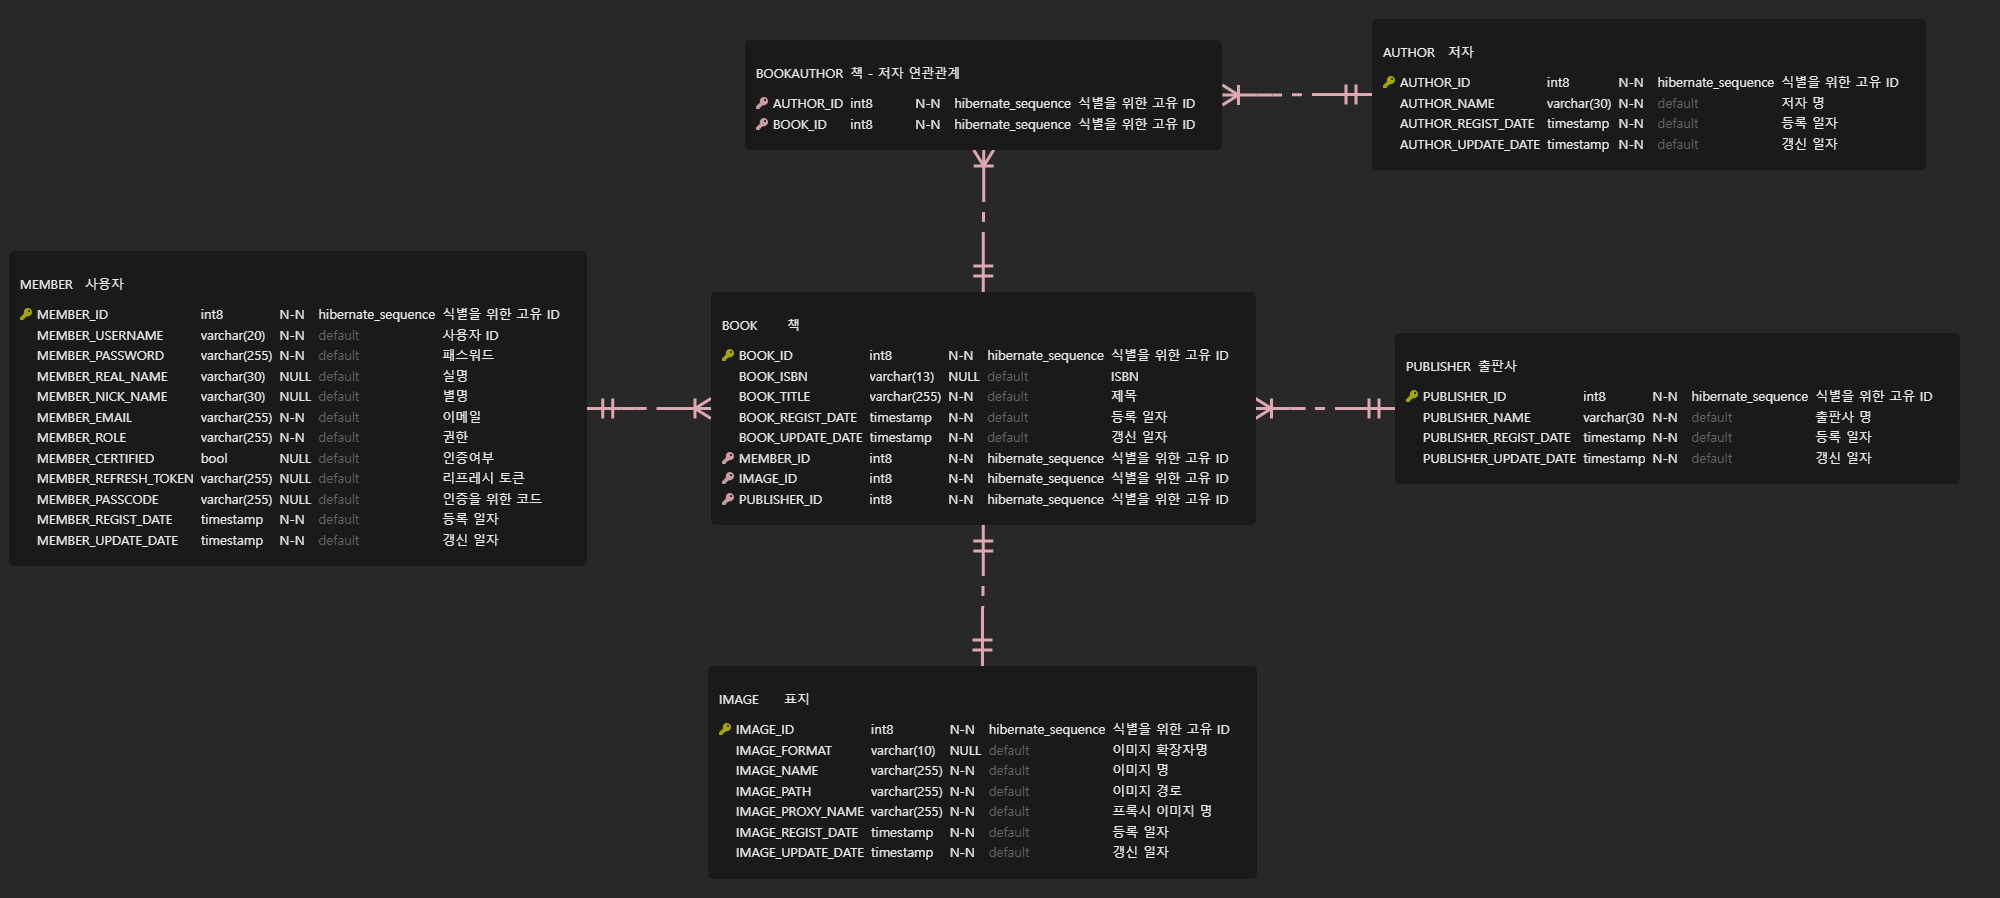 BOOKAUTHOR 책 - 저자 연관관계
AUTHOR_ID int8 N-N hibernate_sequence 식별을 위한 고유 ID
BOOK_ID int8 N-N hibernate_sequence 식별을 위한 고유 ID
AUTHOR 저자
AUTHOR_ID int8 N-N hibernate_sequence 식별을 위한 고유 ID
AUTHOR_NAME varchar(30) N-N default 저자 명
AUTHOR_REGIST_DATE timestamp N-N default 등록 일자
AUTHOR_UPDATE_DATE timestamp N-N default 갱신 일자
MEMBER 사용자
MEMBER_ID int8 N-N hibernate_sequence 식별을 위한 고유 ID
MEMBER_USERNAME varchar(20) N-N default 사용자 ID
MEMBER_PASSWORD varchar(255) N-N default 패스워드
MEMBER_REAL_NAME varchar(30) NULL default 실명
MEMBER_NICK_NAME varchar(30) NULL default 별명
MEMBER_EMAIL varchar(255) N-N default 이메일
MEMBER_ROLE varchar(255) N-N default 권한
MEMBER_CERTIFIED bool NULL default 인증여부
MEMBER_REFRESH_TOKEN varchar(255) NULL default 리프레시 토큰
MEMBER_PASSCODE varchar(255) NULL default 인증을 위한 코드
MEMBER_REGIST_DATE timestamp N-N default 등록 일자
MEMBER_UPDATE_DATE timestamp N-N default 갱신 일자
BOOK 책
BOOK_ID int8 N-N hibernate_sequence 식별을 위한 고유 ID
BOOK_ISBN varchar(13) NULL default ISBN
BOOK_TITLE varchar(255) N-N default 제목
BOOK_REGIST_DATE timestamp N-N default 등록 일자
BOOK_UPDATE_DATE timestamp N-N default 갱신 일자
MEMBER_ID int8 N-N hibernate_sequence 식별을 위한 고유 ID
IMAGE_ID int8 N-N hibernate_sequence 식별을 위한 고유 ID
PUBLISHER_ID int8 N-N hibernate_sequence 식별을 위한 고유 ID
PUBLISHER 출판사
PUBLISHER_ID int8 N-N hibernate_sequence 식별을 위한 고유 ID
PUBLISHER_NAME varchar(30 N-N default 출판사 명
PUBLISHER_REGIST_DATE timestamp N-N default 등록 일자
PUBLISHER_UPDATE_DATE timestamp N-N default 갱신 일자
IMAGE 표지
IMAGE_ID int8 N-N hibernate_sequence 식별을 위한 고유 ID
IMAGE_FORMAT varchar(10) NULL default 이미지 확장자명
IMAGE_NAME varchar(255) N-N default 이미지 명
IMAGE_PATH varchar(255) N-N default 이미지 경로
IMAGE_PROXY_NAME varchar(255) N-N default 프록시 이미지 명
IMAGE_REGIST_DATE timestamp N-N default 등록 일자
IMAGE_UPDATE_DATE timestamp N-N default 갱신 일자